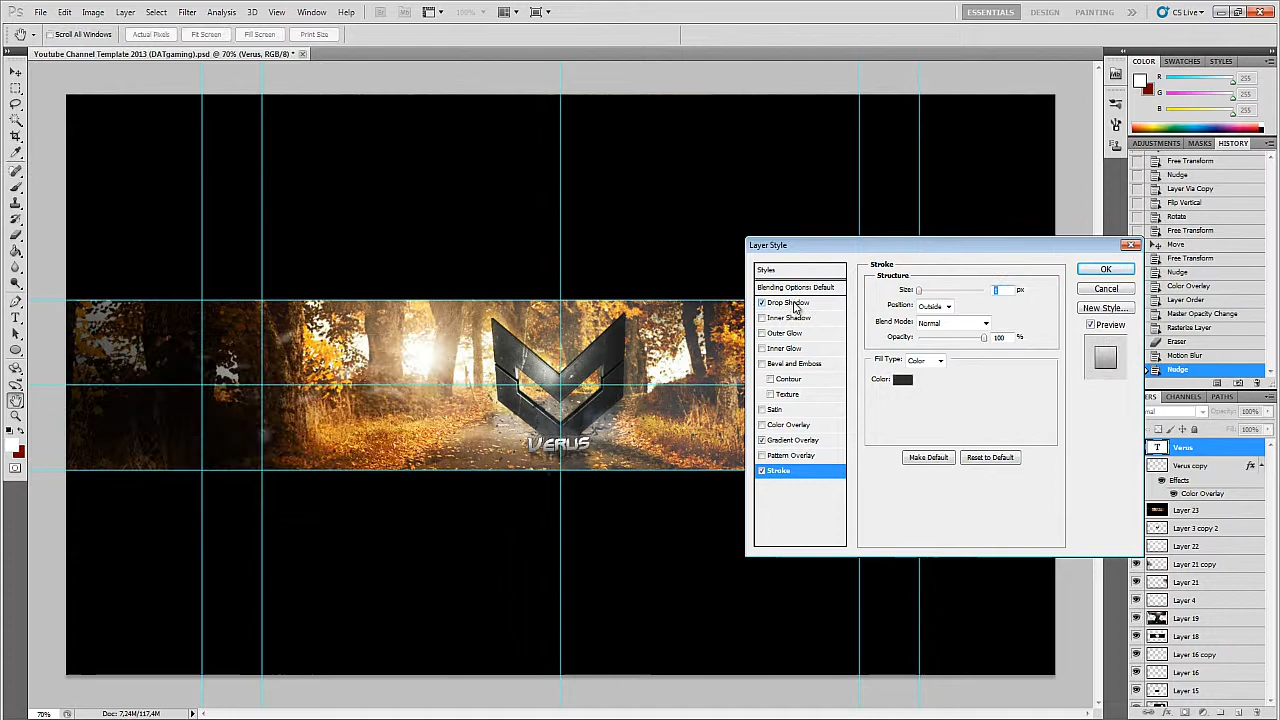 Ps File Edit Image Layer Select Filter Analysis 3D View Window Help Br Mb 100% ESSENTIALS DESIGN PAINTING CS Live
Scroll All Windows Actual Pixels Fit Screen Fill Screen Print Size
Youtube Channel Template 2013 (DATgaming).psd @ 70% (Verus, RGB/8) *
COLOR SWATCHES STYLES
R 255
G 255
B 255
ADJUSTMENTS MASKS HISTORY
Free Transform
Nudge
Layer Via Copy
Flip Vertical
Rotate
Free Transform
Move
Free Transform
Nudge
Color Overlay
Layer Order
Master Opacity Change
Rasterize Layer
Eraser
Motion Blur
Nudge
Layer Style
Styles
Blending Options: Default
Drop Shadow
Inner Shadow
Outer Glow
Inner Glow
Bevel and Emboss
Contour
Texture
Satin
Color Overlay
Gradient Overlay
Pattern Overlay
Stroke
Stroke
Structure
Size: px
Position: Outside
Blend Mode: Normal
Opacity: 100 %
Fill Type: Color
Color:
Make Default Reset to Default
OK
Cancel
New Style...
Preview
VERUS
ERS CHANNELS PATHS
mal Opacity: 100%
Fill: 100%
T Verus
Verus copy fx
Effects
Color Overlay
Layer 23
Layer 3 copy 2
Layer 22
Layer 21 copy
Layer 21
Layer 4
Layer 19
Layer 18
Layer 16 copy
Layer 16
Layer 15
70% Doc: 7,24M/117,4M